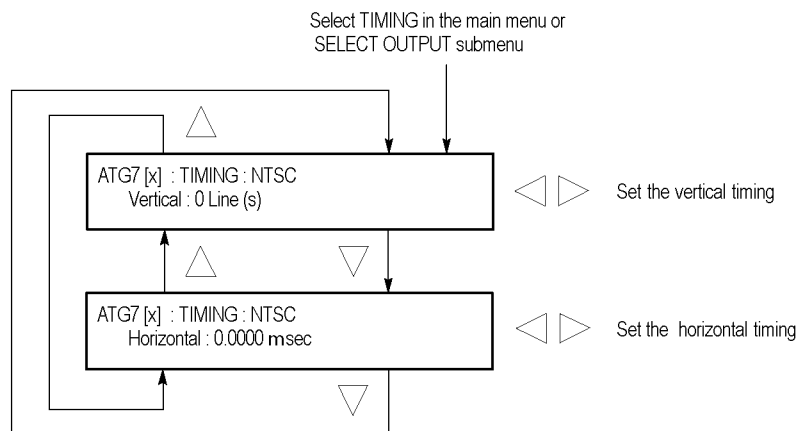 Select TIMING in the main menu or
SELECT OUTPUT submenu
ATG7 [x] : TIMING : NTSC
Vertical : 0 Line (s)
Set the vertical timing
ATG7 [x] : TIMING : NTSC
Horizontal : 0.0000 msec
Set the horizontal timing